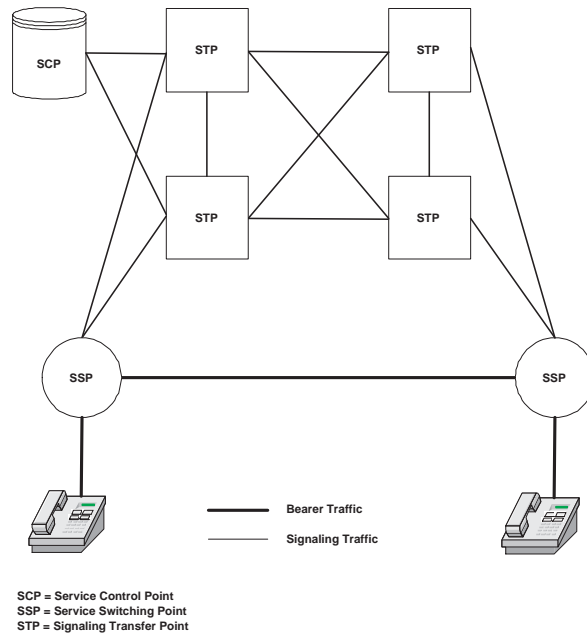 SCP
STP
STP
STP
STP
SSP
SSP
Bearer Traffic
Signaling Traffic
SCP = Service Control Point
SSP = Service Switching Point
STP = Signaling Transfer Point